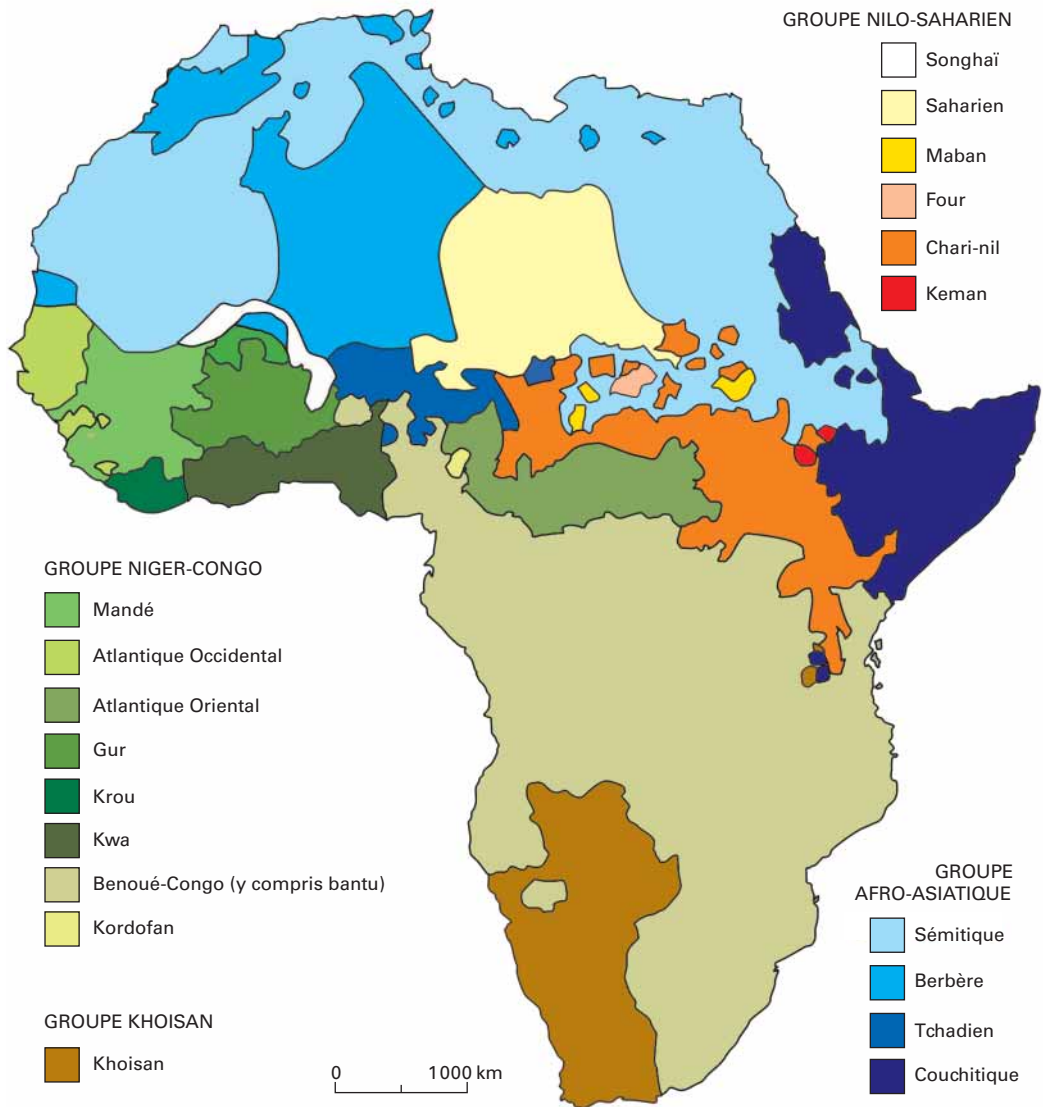 GROUPE NILO-SAHARIEN
Songhaï
Saharien
Maban
Four
Chari-nil
Keman
GROUPE NIGER-CONGO
Mandé
Atlantique Occidental
Atlantique Oriental
Gur
Krou
Kwa
Benoué-Congo (y compris bantu)
Kordofan
GROUPE KHOISAN
Khoisan
0 1000 km
GROUPE
AFRO-ASIATIQUE
Sémitique
Berbère
Tchadien
Couchitique